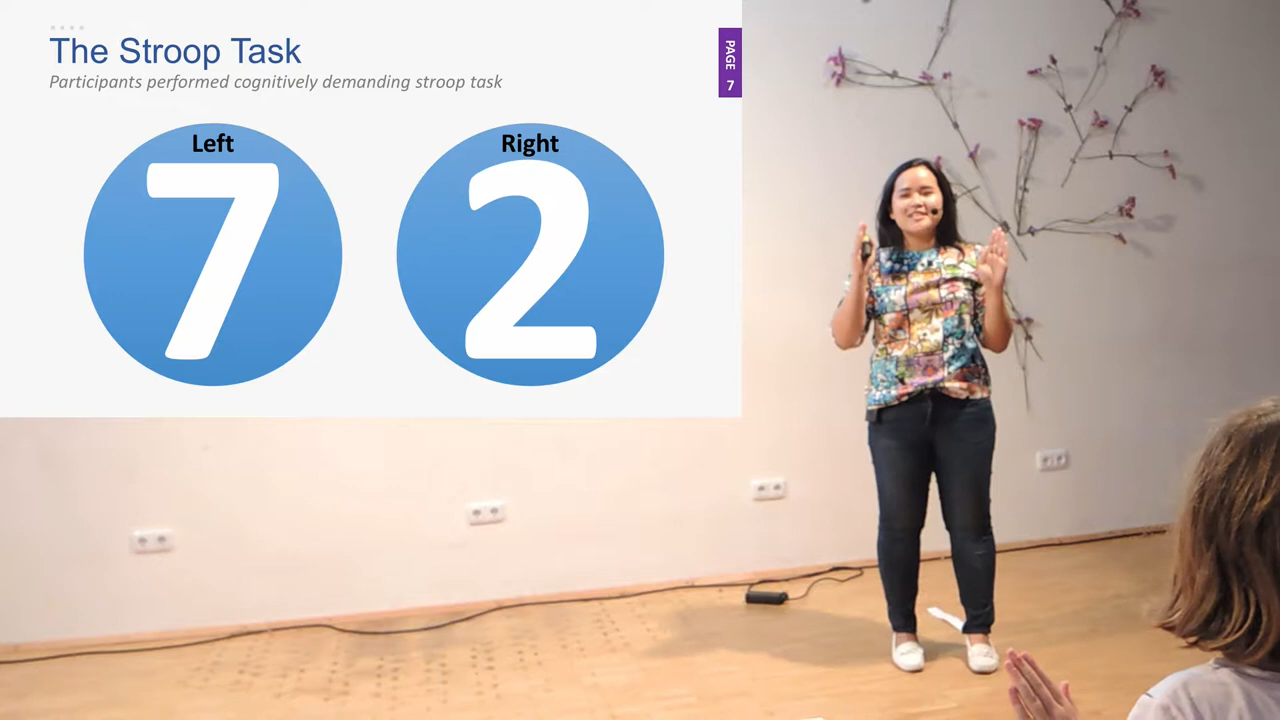 The Stroop Task
Participants performed cognitively demanding stroop task
PAGE 7
Left
7
Right
2